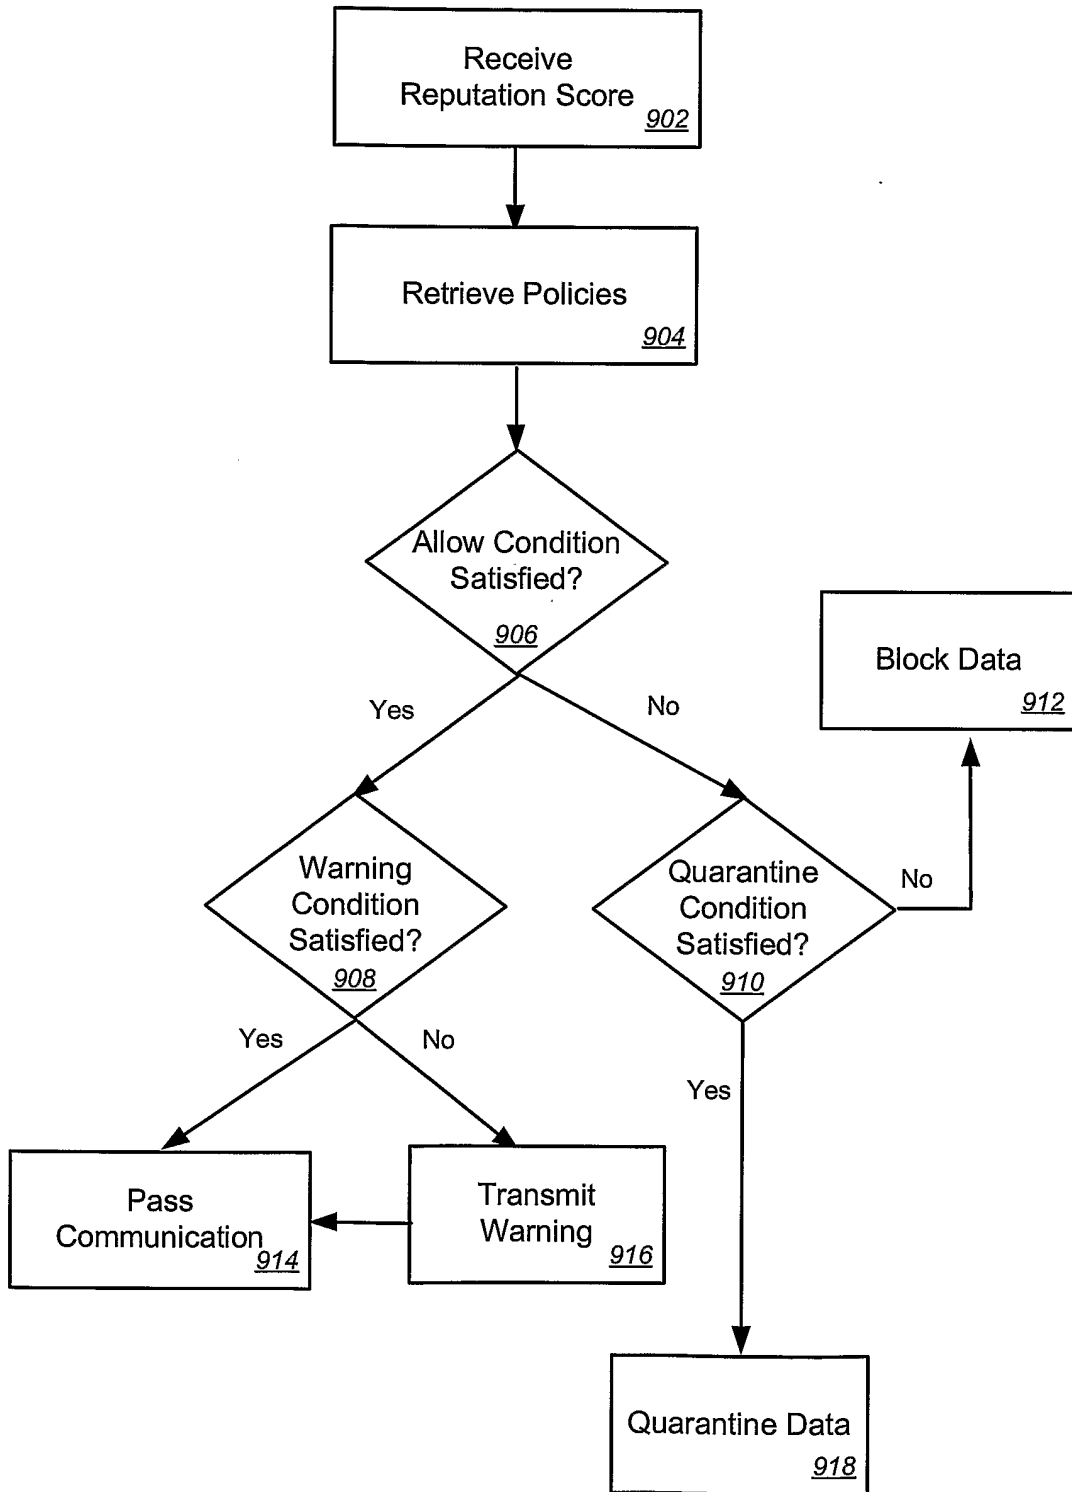 Receive
Reputation Score
902
Retrieve Policies
904
Allow Condition
Satisfied?
906
Yes
No
Block Data
912
Warning
Condition
Satisfied?
908
Quarantine
Condition
Satisfied?
910
No
Yes
No
Yes
Pass
Communication
914
Transmit
Warning
916
Quarantine Data
918